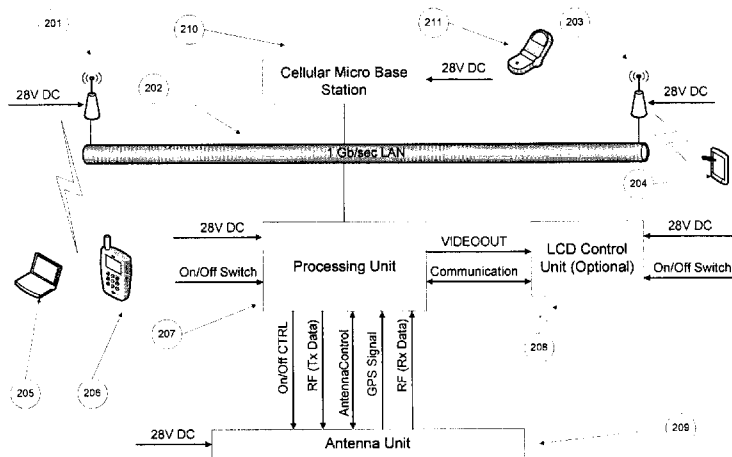 201
210
211
203
Cellular Micro Base
Station
28V DC
28V DC
28V DC
202
1 Gb/sec LAN
204
28V DC
VIDEOOUT
28V DC
On/Off Switch
Processing Unit
Communication
LCD Control
Unit (Optional)
On/Off Switch
207
208
205
206
On/Off CTRL
RF (Tx Data)
AntennaControl
GPS Signal
RF (Rx Data)
28V DC
Antenna Unit
209